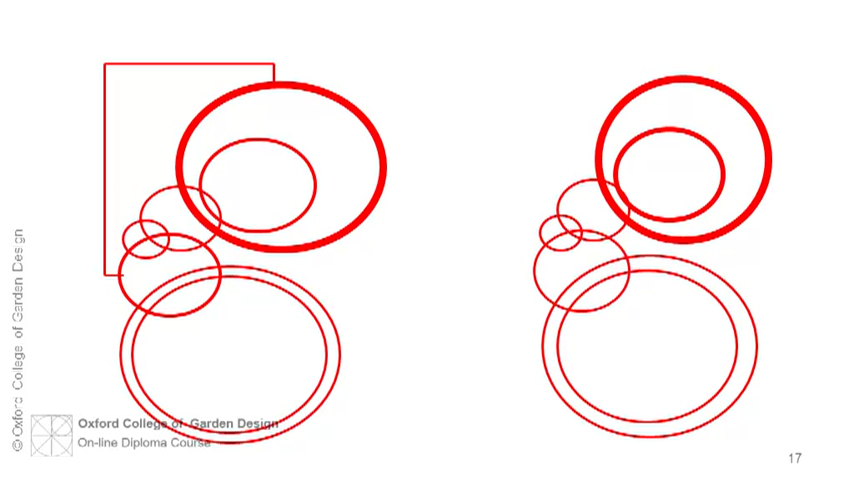 © Oxford College of Garden Design
Oxford College of Garden Design
On-line Diploma Course
17